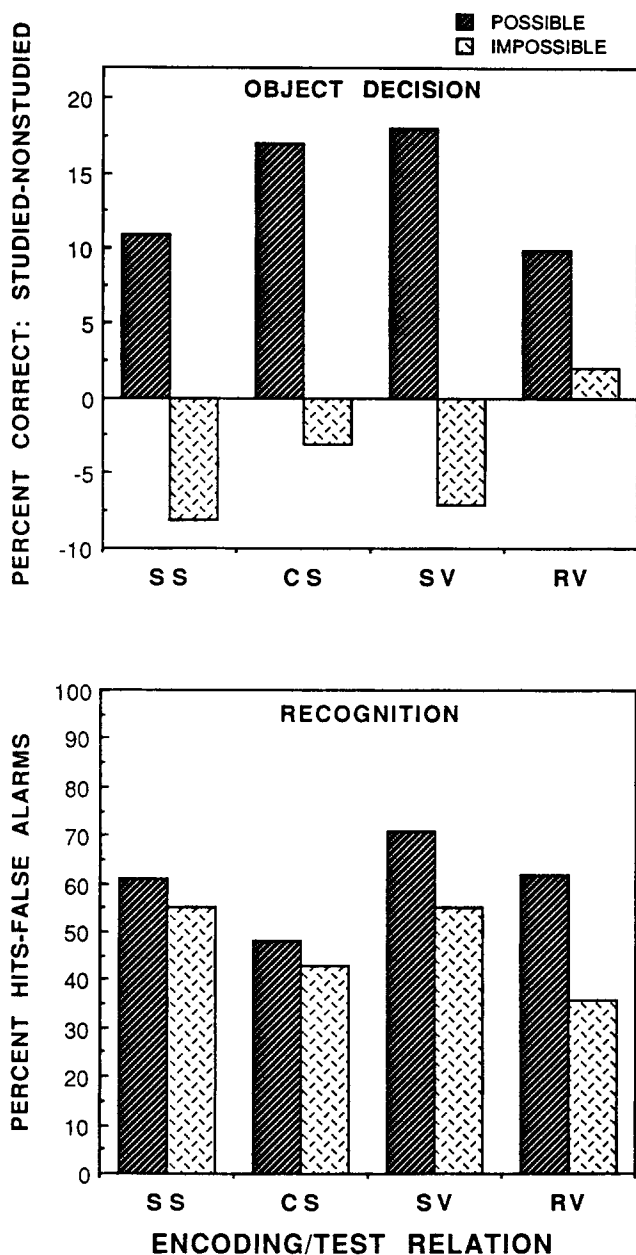 POSSIBLE
IMPOSSIBLE
OBJECT DECISION
PERCENT CORRECT: STUDIED-NONSTUDIED
20
15
10
5
0
-5
-10
SS CS SV RV
RECOGNITION
PERCENT HITS-FALSE ALARMS
100
90
80
70
60
50
40
30
20
10
0
SS CS SV RV
ENCODING/TEST RELATION